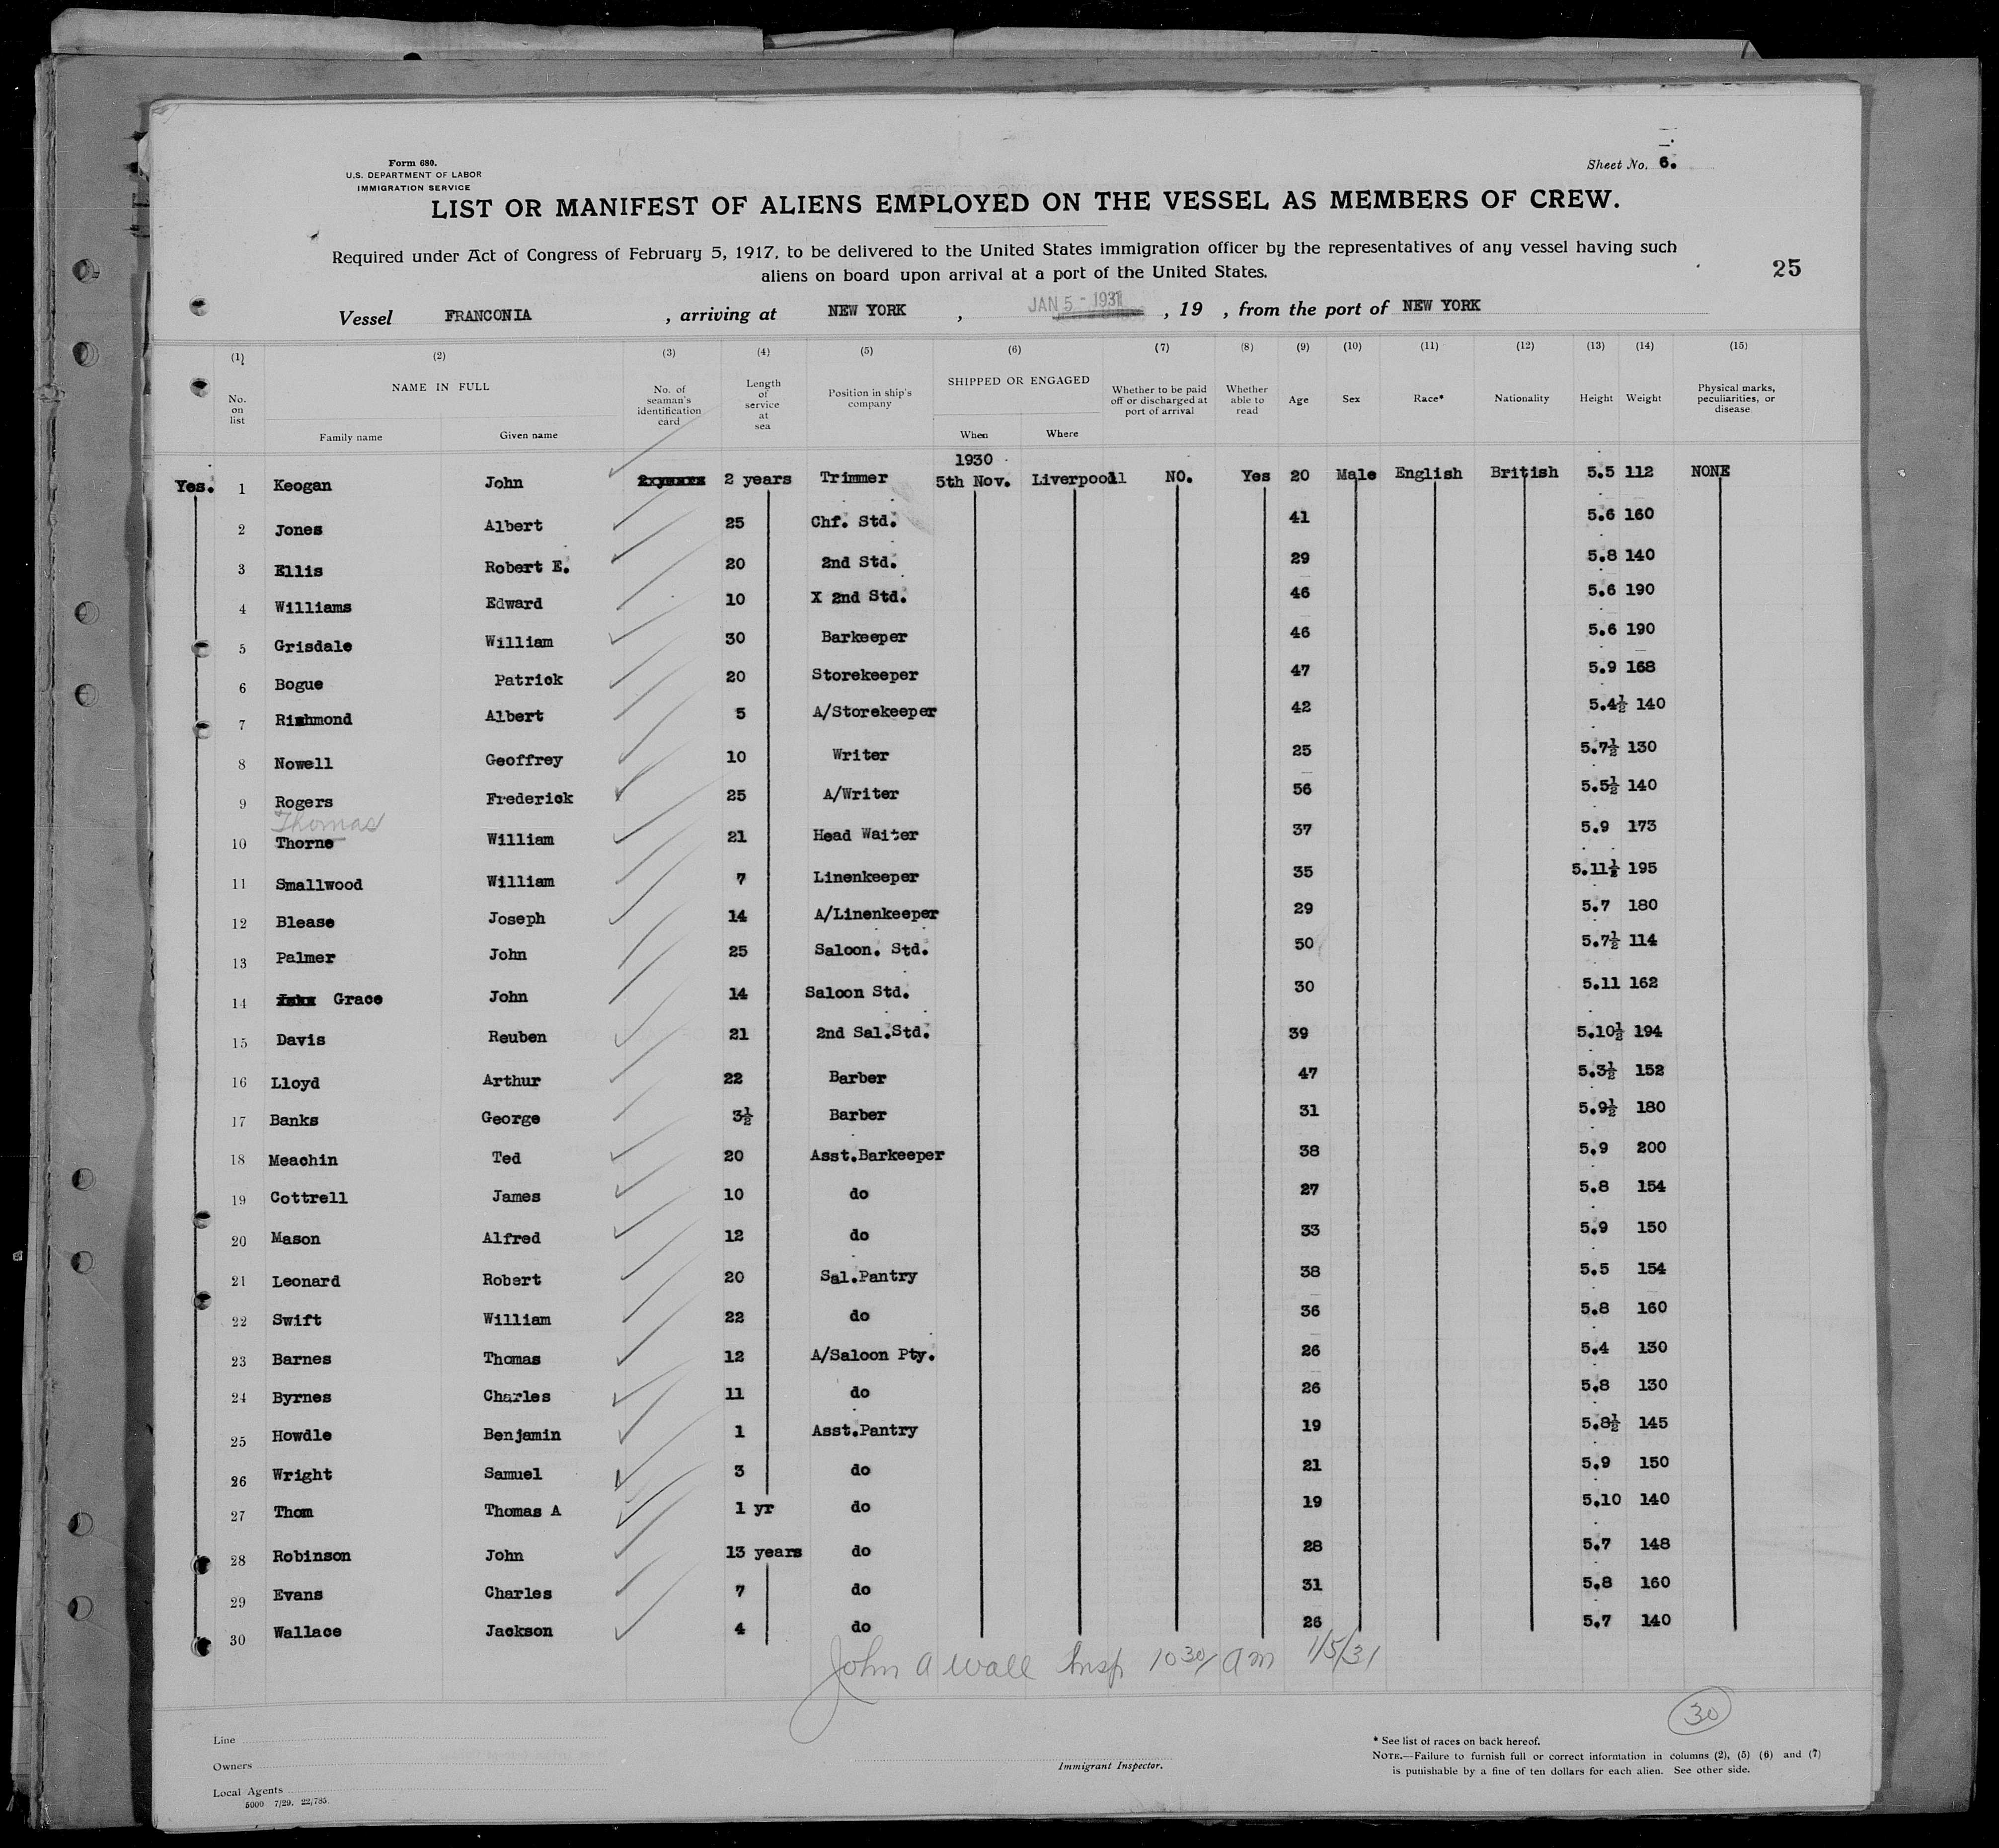 Form 680.
U.S. DEPARTMENT OF LABOR
IMMIGRATION SERVICE
Sheet No. 6.
LIST OR MANIFEST OF ALIENS EMPLOYED ON THE VESSEL AS MEMBERS OF CREW.
Required under Act of Congress of February 5, 1917, to be delivered to the United States immigration officer by the representatives of any vessel having such
aliens on board upon arrival at a port of the United States.
25
Vessel FRANCONIA , arriving at NEW YORK , JAN 5 - 1931 , 19 , from the port of NEW YORK
(1) (2) (3) (4) (5) (6) (7) (8) (9) (10) (11) (12) (13) (14) (15)
No. on list NAME IN FULL Family name Given name No. of seaman's identification card Length of service at sea Position in ship's company SHIPPED OR ENGAGED When Where Whether to be paid off or discharged at port of arrival Whether able to read Age Sex Race* Nationality Height Weight Physical marks, peculiarities, or disease
1930
Yes. 1 Keogan John 2 years Trimmer 5th Nov. Liverpool NO. Yes 20 Male English British 5.5 112 NONE
2 Jones Albert 25 Chf. Std. 41 5.6 160
3 Ellis Robert E. 20 2nd Std. 29 5.8 140
4 Williams Edward 10 X 2nd Std. 46 5.6 190
5 Grisdale William 30 Barkeeper 46 5.6 190
6 Bogue Patrick 20 Storekeeper 47 5.9 168
7 Richmond Albert 5 A/Storekeeper 42 5.4½ 140
8 Nowell Geoffrey 10 Writer 25 5.7½ 130
9 Rogers Frederick 25 A/Writer 56 5.5½ 140
Thomas
10 Thorne William 21 Head Waiter 37 5.9 173
11 Smallwood William 7 Linenkeeper 35 5.11½ 195
12 Blease Joseph 14 A/Linenkeeper 29 5.7 180
13 Palmer John 25 Saloon. Std. 50 5.7½ 114
14 Grace John 14 Saloon Std. 30 5.11 162
15 Davis Reuben 21 2nd Sal.Std. 39 5.10½ 194
16 Lloyd Arthur 22 Barber 47 5.3½ 152
17 Banks George 3½ Barber 31 5.9½ 180
18 Meachin Ted 20 Asst.Barkeeper 38 5.9 200
19 Cottrell James 10 do 27 5.8 154
20 Mason Alfred 12 do 33 5.9 150
21 Leonard Robert 20 Sal.Pantry 38 5.5 154
22 Swift William 22 do 36 5.8 160
23 Barnes Thomas 12 A/Saloon Pty. 26 5.4 130
24 Byrnes Charles 11 do 26 5.8 130
25 Howdle Benjamin 1 Asst.Pantry 19 5.8½ 145
26 Wright Samuel 3 do 21 5.9 150
27 Thom Thomas A 1 yr do 19 5.10 140
28 Robinson John 13 years do 28 5.7 148
29 Evans Charles 7 do 31 5.8 160
30 Wallace Jackson 4 do 26 5.7 140
John A Wall Insp 10 30/ am 1/5/31
30
Line
Owners
Local Agents
5000 7/29. 22/785.
Immigrant Inspector.
* See list of races on back hereof.
NOTE.—Failure to furnish full or correct information in columns (2), (5) (6) and (7)
is punishable by a fine of ten dollars for each alien. See other side.